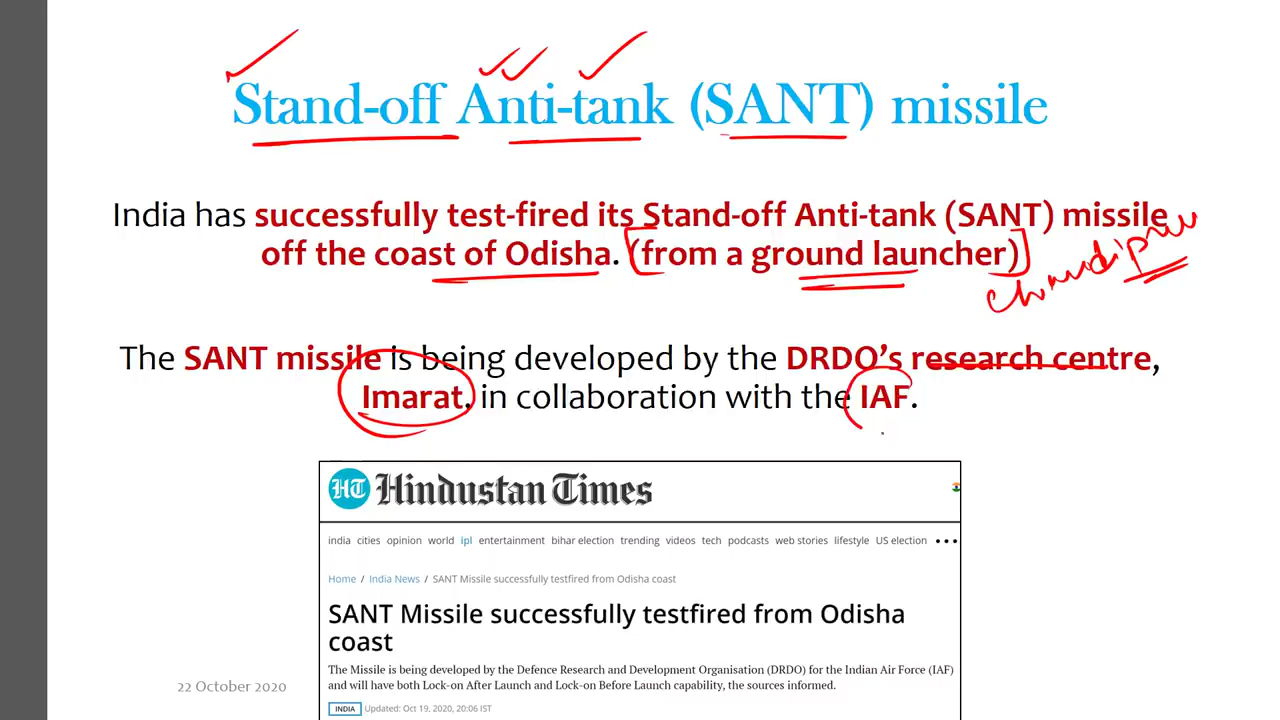 Stand-off Anti-tank (SANT) missile
India has successfully test-fired its Stand-off Anti-tank (SANT) missile
off the coast of Odisha. (from a ground launcher)
Chandipur
The SANT missile is being developed by the DRDO's research centre,
Imarat, in collaboration with the IAF.
HT Hindustan Times
india cities opinion world ipl entertainment bihar election trending videos tech podcasts web stories lifestyle US election •••
Home / India News / SANT Missile successfully testfired from Odisha coast
SANT Missile successfully testfired from Odisha
coast
The Missile is being developed by the Defence Research and Development Organisation (DRDO) for the Indian Air Force (IAF)
and will have both Lock-on After Launch and Lock-on Before Launch capability, the sources informed.
INDIA Updated: Oct 19, 2020, 20:06 IST
22 October 2020